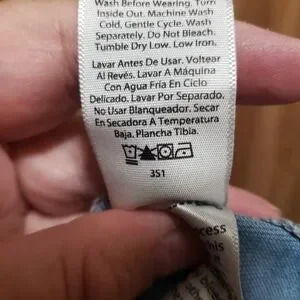 Wash Before Wearing. Turn
Inside Out. Machine Wash
Cold, Gentle Cycle. Wash
Separately. Do Not Bleach.
Tumble Dry Low. Low Iron.
Lavar Antes De Usar. Voltear
Al Revés. Lavar A Máquina
Con Agua Fría En Ciclo
Delicado. Lavar Por Separado.
No Usar Blanqueador. Secar
En Secadora A Temperatura
Baja. Plancha Tibia.
3S1